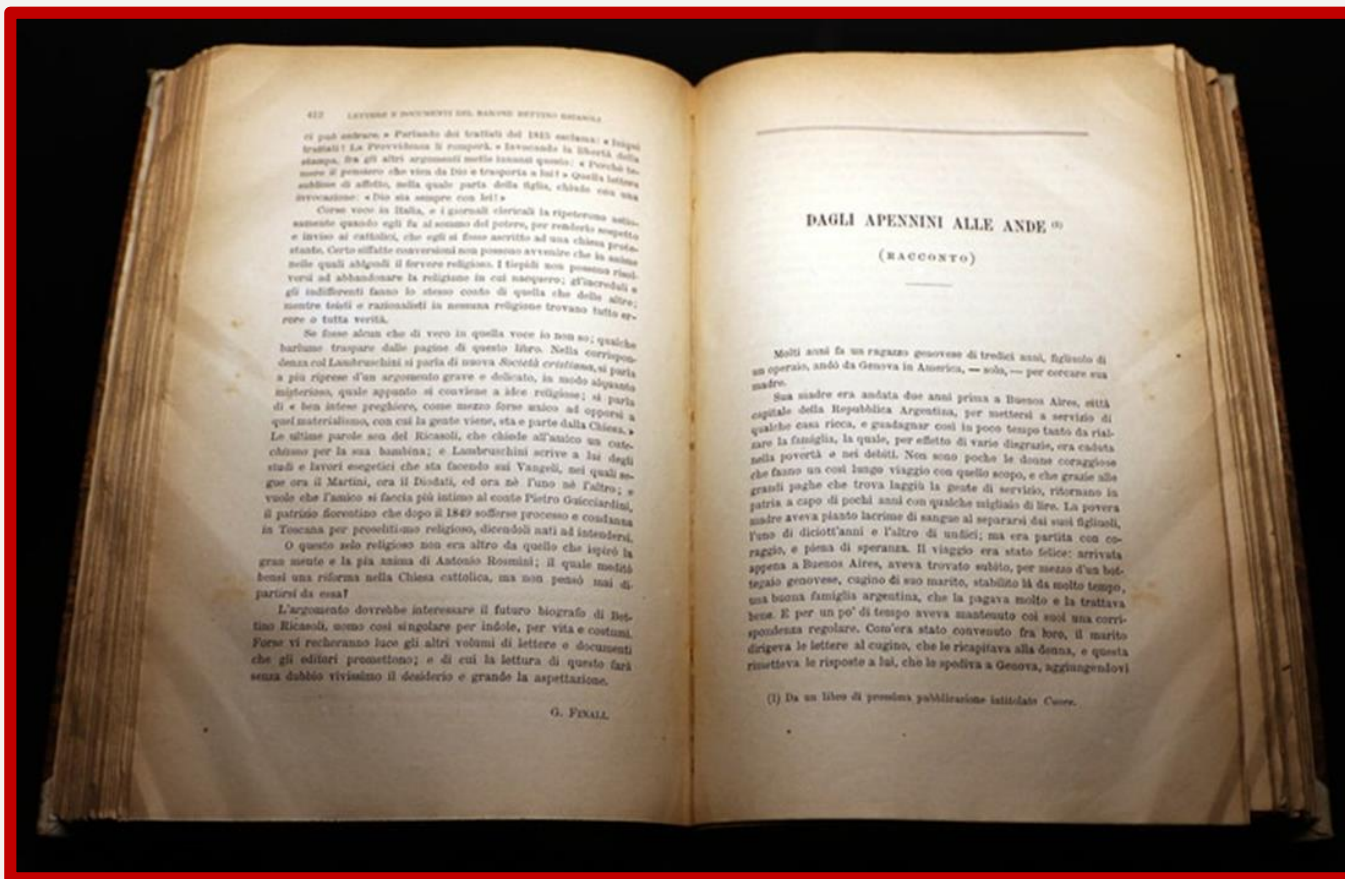 412 LETTERE E DOCUMENTI DEL BARONE BETTINO RICASOLI
ci può entrare. » Parlando dei trattati del 1815 esclama: « Iniqui
trattati! La Provvidenza li romperà. » Invocando la libertà della
stampa, fra gli altri argomenti mette innanzi questo: « Perchè te-
mere il pensiero che vien da Dio e trasporta a lui? » Quella lettera
sublime di affetto, nella quale parla della figlia, chiude con una
invocazione: « Dio sia sempre con lei! »
Corse voce in Italia, e i giornali clericali la ripeterono astio-
samente quando egli fu al sommo del potere, per renderlo sospetto
e inviso ai cattolici, che egli si fosse ascritto ad una chiesa prote-
stante. Certo siffatte conversioni non possono avvenire che in anime
nelle quali abbondi il fervore religioso. I tiepidi non possono risol-
versi ad abbandonare la religione in cui nacquero; gl'increduli e
gli indifferenti fanno lo stesso conto di quella che delle altre;
mentre teisti e razionalisti in nessuna religione trovano tutto er-
rore o tutta verità.
Se fosse alcun che di vero in quella voce io non so; qualche
barlume traspare dalle pagine di questo libro. Nella corrispon-
denza col Lambruschini si parla di nuova Società cristiana, si parla
a più riprese d'un argomento grave e delicato, in modo alquanto
misterioso, quale appunto si conviene a idee religiose; si parla
di « ben intese preghiere, come mezzo forse unico ad opporsi a
quel materialismo, con cui la gente viene, sta e parte dalla Chiesa. »
Le ultime parole son del Ricasoli, che chiede all'amico un cate-
chismo per la sua bambina; e Lambruschini scrive a lui degli
studi e lavori esegetici che sta facendo sui Vangeli, nei quali se-
gue ora il Martini, ora il Diodati, ed ora nè l'uno nè l'altro; e
vuole che l'amico si faccia più intimo al conte Pietro Guicciardini,
il patrizio fiorentino che dopo il 1849 sofferse processo e condanna
in Toscana per proselitismo religioso, dicendoli nati ad intendersi.
O questo zelo religioso non era altro da quello che ispirò la
gran mente e la pia anima di Antonio Rosmini; il quale meditò
bensì una riforma nella Chiesa cattolica, ma non pensò mai di-
partirsi da essa?
L'argomento dovrebbe interessare il futuro biografo di Bet-
tino Ricasoli, uomo così singolare per indole, per vita e costumi.
Forse vi recheranno luce gli altri volumi di lettere e documenti
che gli editori promettono; e di cui la lettura di questo farà
senza dubbio vivissimo il desiderio e grande la aspettazione.
G. FINALI.
DAGLI APENNINI ALLE ANDE (1)
(RACCONTO)
Molti anni fa un ragazzo genovese di tredici anni, figliuolo di
un operaio, andò da Genova in America, — solo, — per cercare sua
madre.
Sua madre era andata due anni prima a Buenos Aires, città
capitale della Repubblica Argentina, per mettersi a servizio di
qualche casa ricca, e guadagnar così in poco tempo tanto da rial-
zare la famiglia, la quale, per effetto di varie disgrazie, era caduta
nella povertà e nei debiti. Non sono poche le donne coraggiose
che fanno un così lungo viaggio con quello scopo, e che grazie alle
grandi paghe che trova laggiù la gente di servizio, ritornano in
patria a capo di pochi anni con qualche migliaio di lire. La povera
madre aveva pianto lacrime di sangue al separarsi dai suoi figliuoli,
l'uno di diciott'anni e l'altro di undici; ma era partita con co-
raggio, e piena di speranza. Il viaggio era stato felice: arrivata
appena a Buenos Aires, aveva trovato subito, per mezzo d'un bot-
tegaio genovese, cugino di suo marito, stabilito là da molto tempo,
una buona famiglia argentina, che la pagava molto e la trattava
bene. E per un po' di tempo aveva mantenuto coi suoi una corri-
spondenza regolare. Com'era stato convenuto fra loro, il marito
dirigeva le lettere al cugino, che le ricapitava alla donna, e questa
rimetteva le risposte a lui, che le spediva a Genova, aggiungendovi
(1) Da un libro di prossima pubblicazione intitolato Cuore.